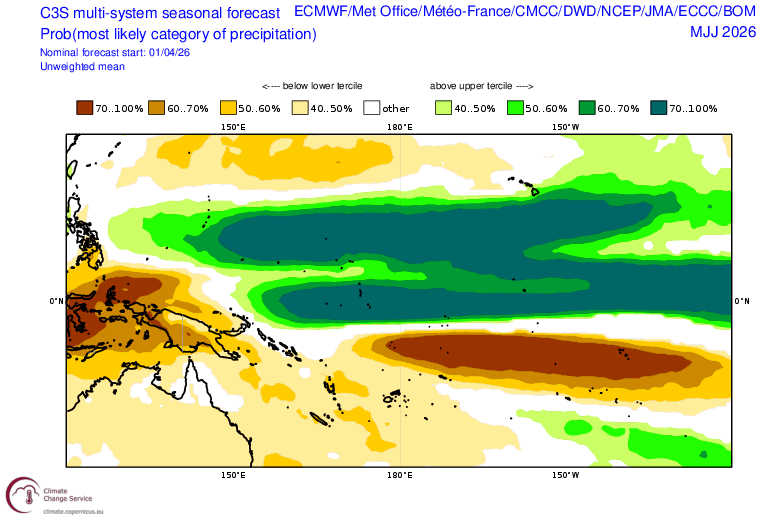 C3S multi-system seasonal forecast ECMWF/Met Office/Météo-France/CMCC/DWD/NCEP/JMA/ECCC/BOM
Prob(most likely category of precipitation) MJJ 2026
Nominal forecast start: 01/04/26
Unweighted mean
<---- below lower tercile above upper tercile ---->
70..100% 60..70% 50..60% 40..50% other 40..50% 50..60% 60..70% 70..100%
150°E 180°E 150°W
0°N 0°N
150°E 180°E 150°W
Climate
Change Service
climate.copernicus.eu